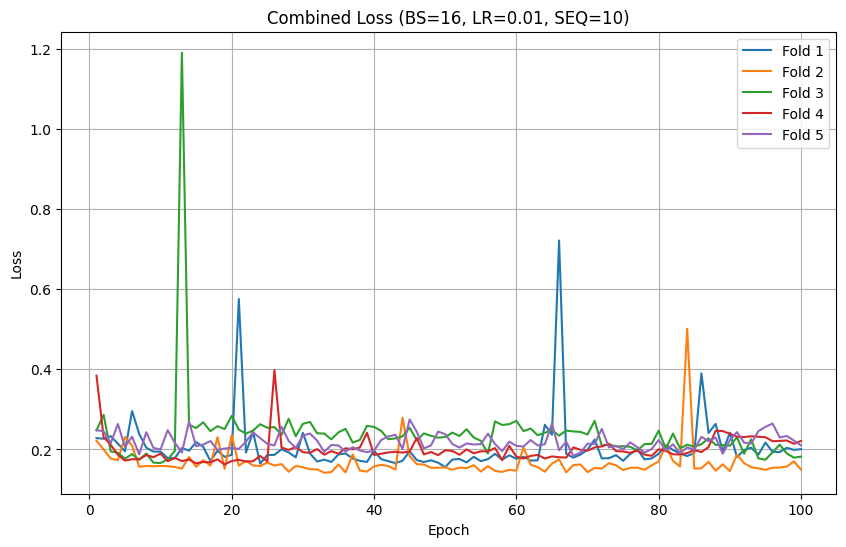 Combined Loss (BS=16, LR=0.01, SEQ=10)
Fold 1
Fold 2
Fold 3
Fold 4
Fold 5
Loss
1.2
1.0
0.8
0.6
0.4
0.2
0 20 40 60 80 100
Epoch